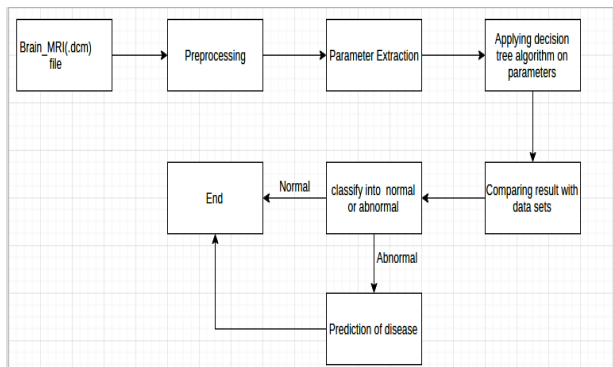 Brain_MRI(.dcm)
file
Preprocessing
Parameter Extraction
Applying decision
tree algorithm on
parameters
Comparing result with
data sets
classify into normal
or abnormal
Normal
End
Abnormal
Prediction of disease